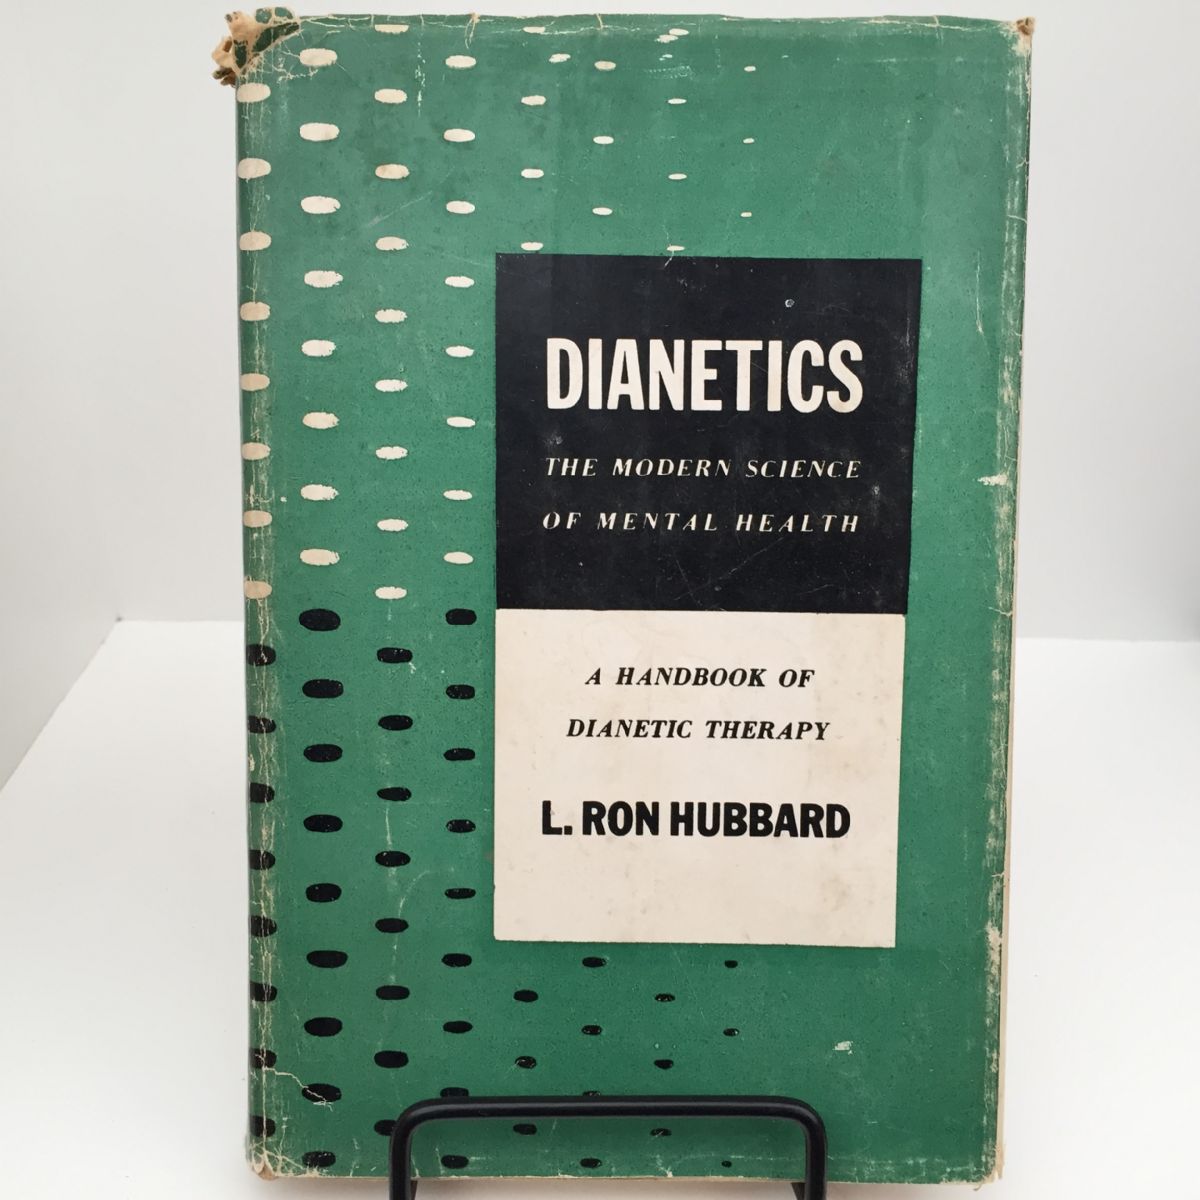 DIANETICS
THE MODERN SCIENCE
OF MENTAL HEALTH
A HANDBOOK OF
DIANETIC THERAPY
L. RON HUBBARD